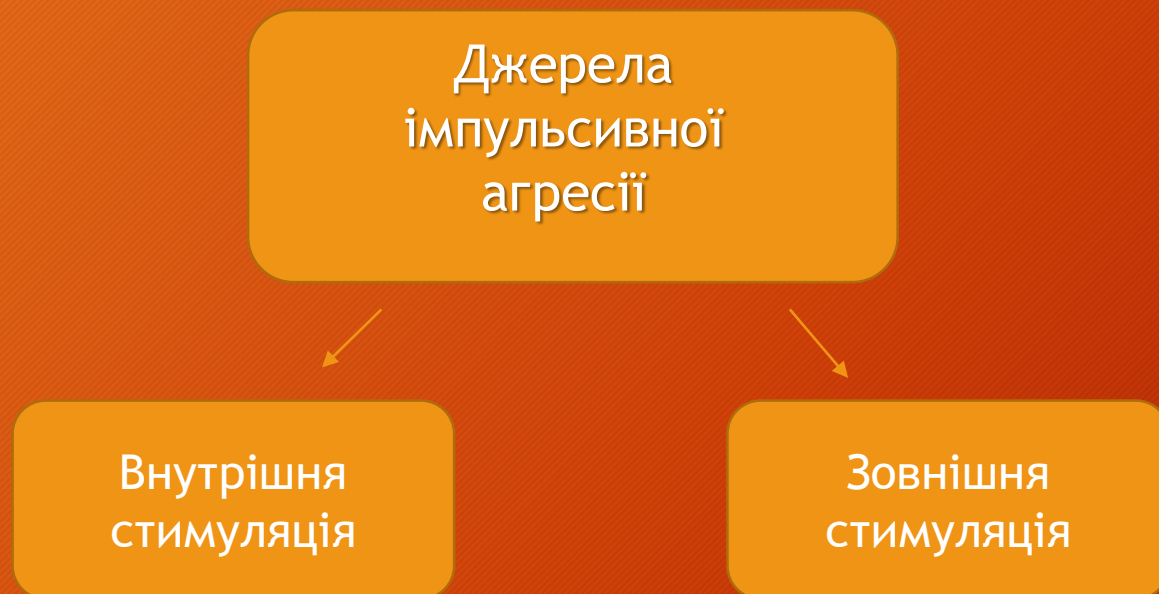 Джерела
імпульсивної
агресії
Внутрішня
стимуляція
Зовнішня
стимуляція